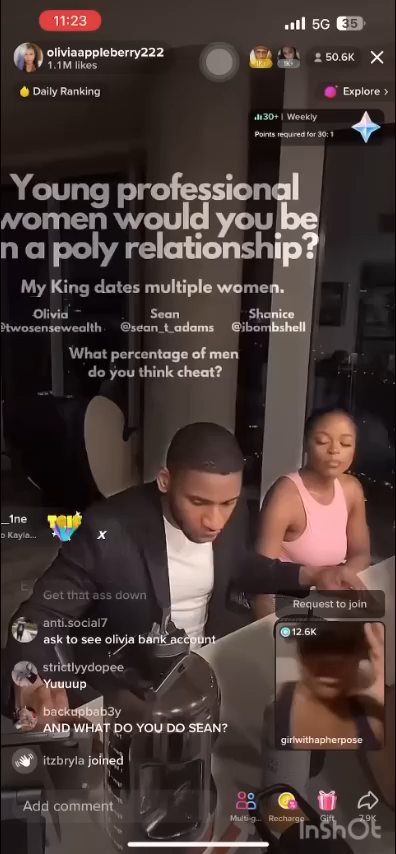 11:23
5G 35
oliviaappleberry222
50.6K
1.1M likes
Daily Ranking
Explore
30+ | Weekly
Points required for 30: 1
Young professional
women would you be
n a poly relationship?
My King dates multiple women.
Olivia Sean Shanice
@twosensewealth @sean_t_adams @ibombshell
What percentage of men
do you think cheat?
_1ne
o Kayla...
x
Get that ass down
Request to join
anti.social7
12.6K
ask to see olivia bank account
strictlyydopee
Yuuuup
backupbab3y
AND WHAT DO YOU DO SEAN?
girlwithapherpose
itzbryla joined
Add comment
Multi-g... Recharge Gift 7.9K
InShOt